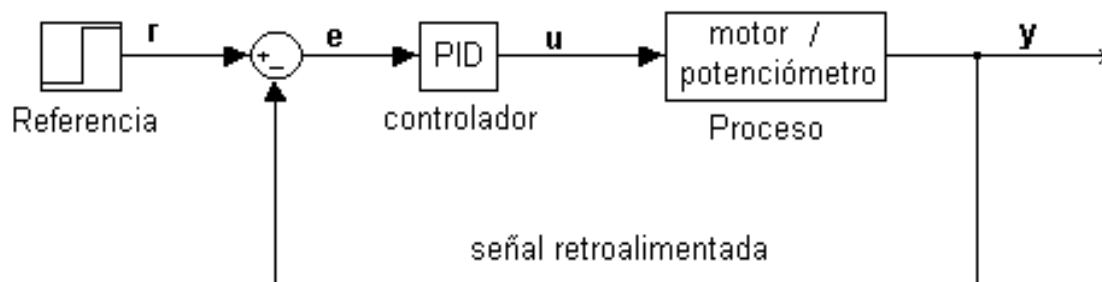 r
e
u
y
+
-
PID
motor /
potenciómetro
Referencia
controlador
Proceso
señal retroalimentada